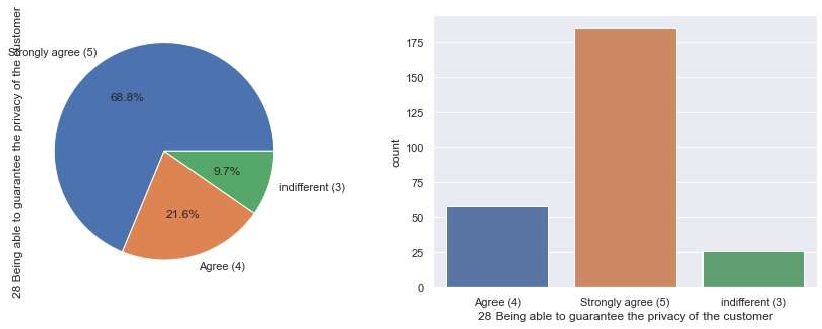 28 Being able to guarantee the privacy of the customer
Strongly agree (5)
68.8%
9.7%
indifferent (3)
21.6%
Agree (4)
175
150
125
100
75
50
25
0
count
Agree (4)
Strongly agree (5)
indifferent (3)
28 Being able to guarantee the privacy of the customer